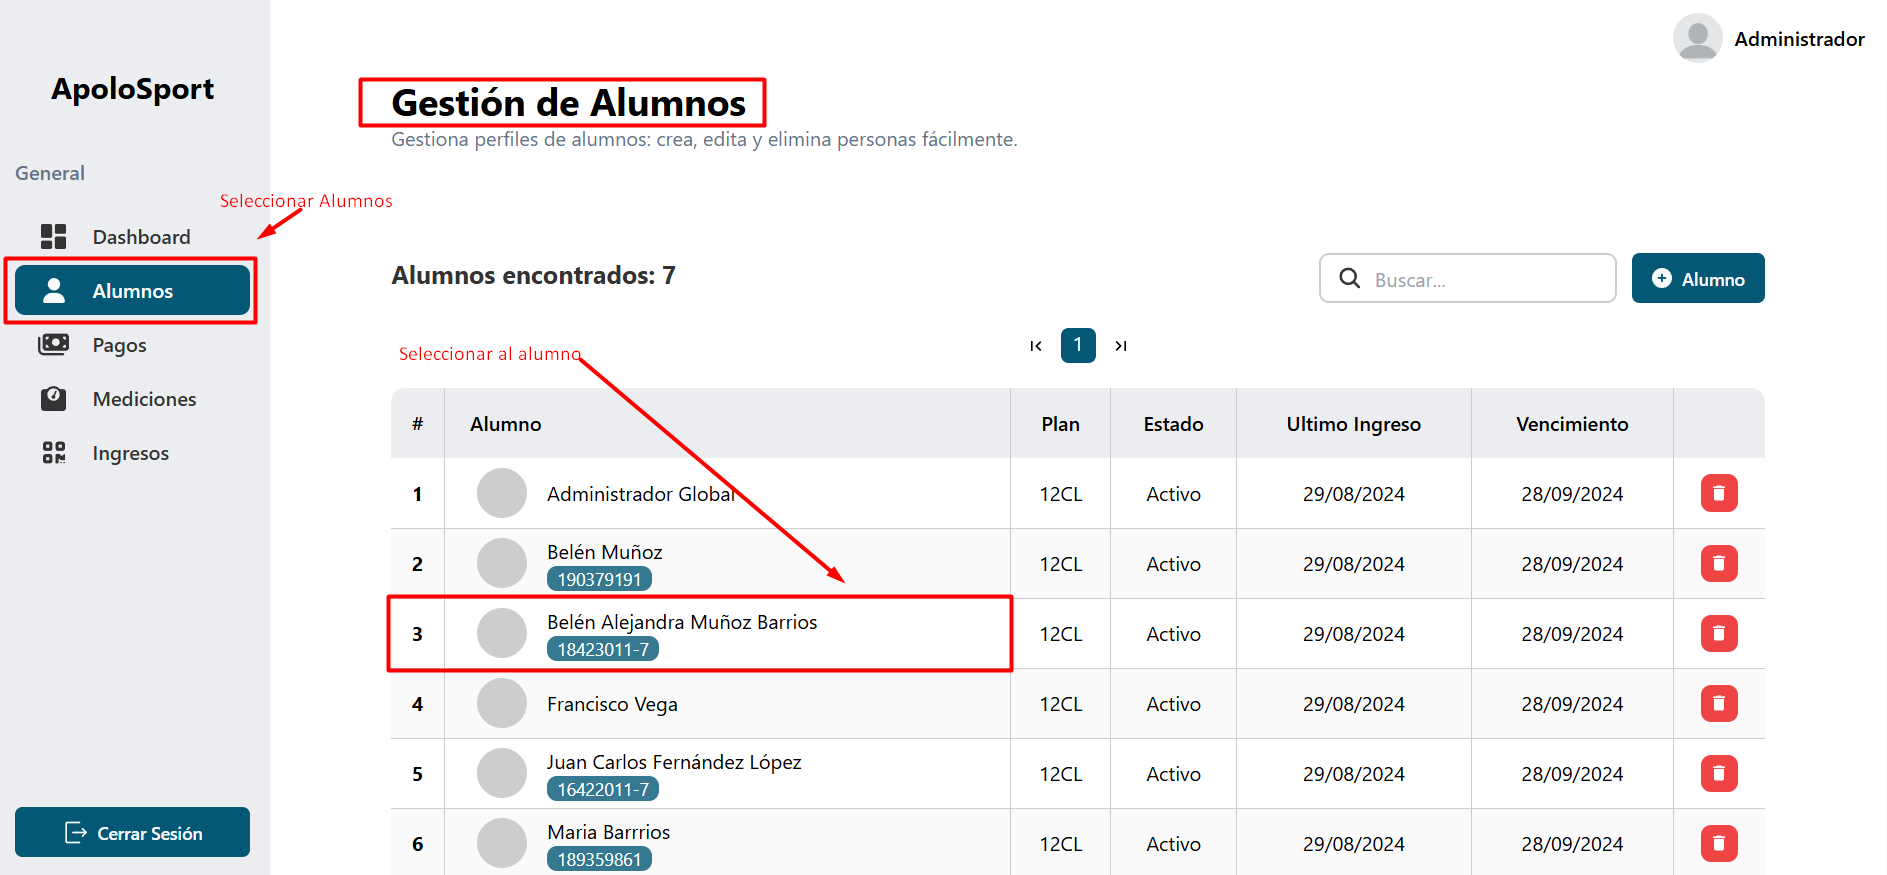 Administrador
ApoloSport
Gestión de Alumnos
Gestiona perfiles de alumnos: crea, edita y elimina personas fácilmente.
General
Seleccionar Alumnos
Dashboard
Alumnos
Pagos
Mediciones
Ingresos
Cerrar Sesión
Alumnos encontrados: 7
Buscar...
Alumno
Seleccionar al alumno
1
# Alumno Plan Estado Ultimo Ingreso Vencimiento
1 Administrador Global 12CL Activo 29/08/2024 28/09/2024
2 Belén Muñoz 12CL Activo 29/08/2024 28/09/2024
190379191
3 Belén Alejandra Muñoz Barrios 12CL Activo 29/08/2024 28/09/2024
18423011-7
4 Francisco Vega 12CL Activo 29/08/2024 28/09/2024
5 Juan Carlos Fernández López 12CL Activo 29/08/2024 28/09/2024
16422011-7
6 Maria Barrrios 12CL Activo 29/08/2024 28/09/2024
189359861